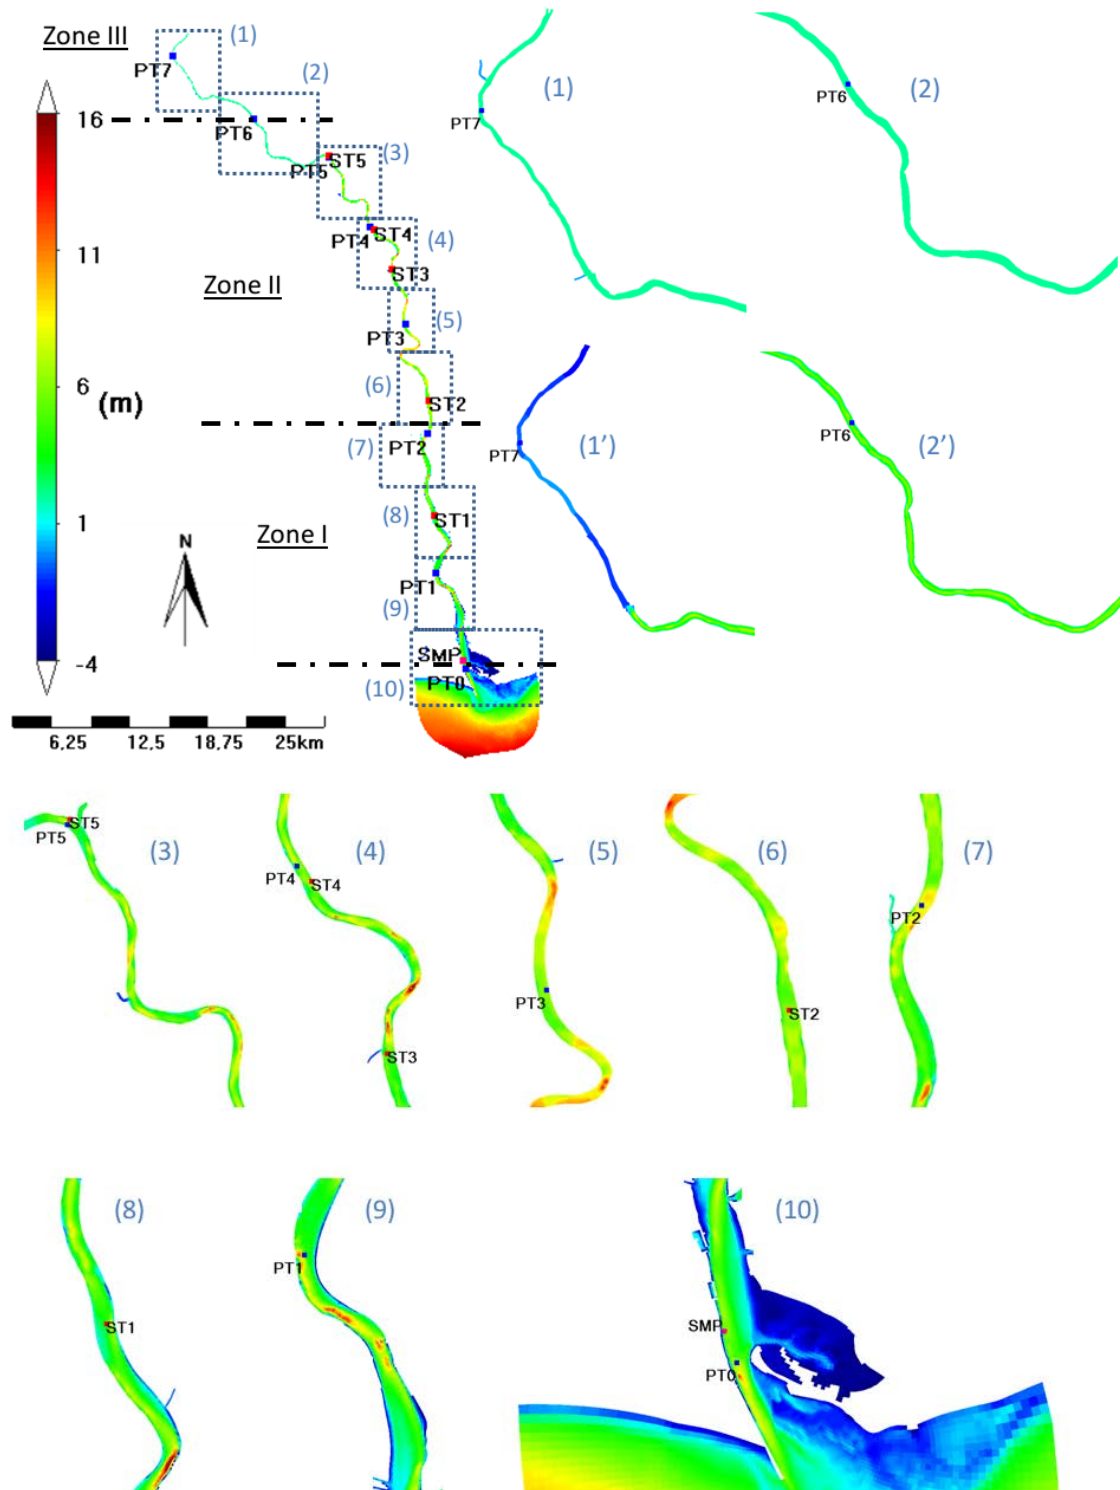 Zone III
(1)
PT7
(2)
16
PT6
(3)
ST5
PT5
11
PT4
ST4
(4)
ST3
Zone II
PT3
(5)
6
(m)
(6)
ST2
(7)
PT2
1
(8)
ST1
Zone I
N
PT1
(9)
-4
SMP
PT0
(10)
6,25 12,5 18,75 25km
(1)
PT7
(2)
PT6
(1’)
PT7
(2’)
PT6
ST5
PT5
(3)
PT4
ST4
(4)
ST3
(5)
PT3
(6)
ST2
(7)
PT2
(8)
ST1
(9)
PT1
(10)
SMP
PT0